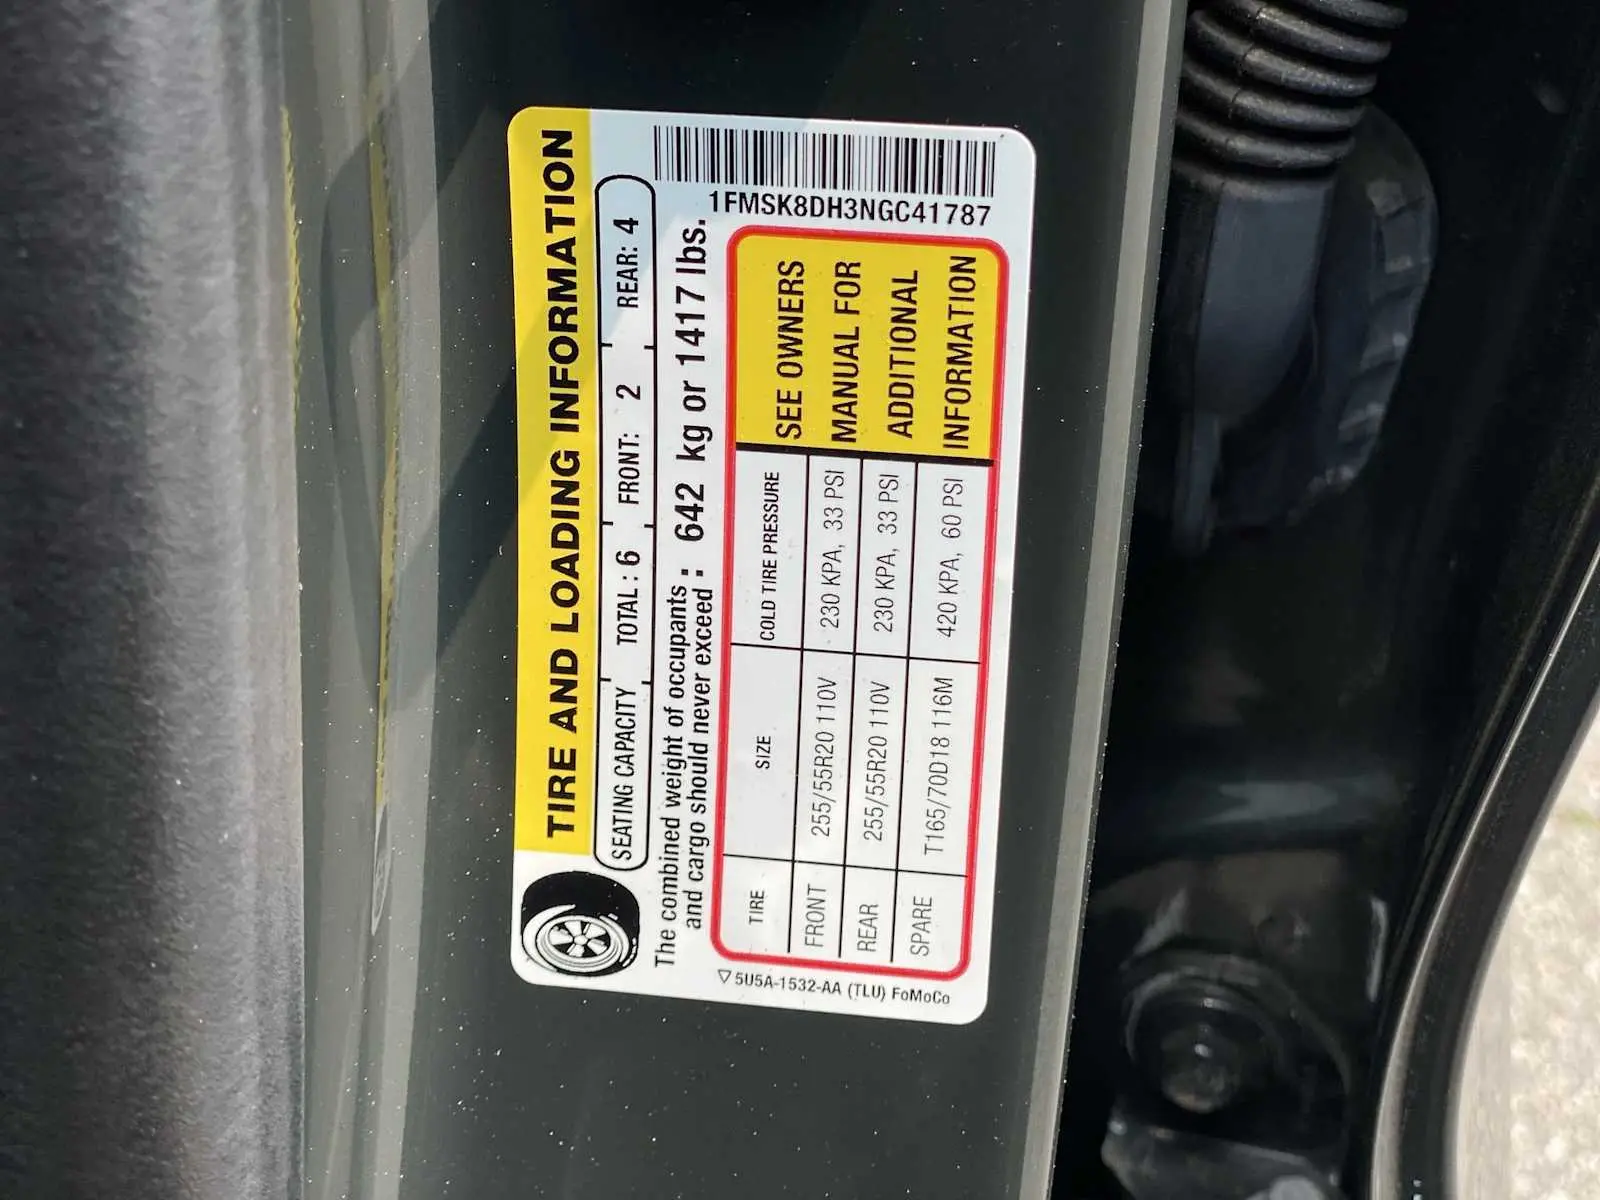 TIRE AND LOADING INFORMATION
SEATING CAPACITY TOTAL : 6 FRONT: 2 REAR: 4
The combined weight of occupants : 642 kg or 1417 lbs.
and cargo should never exceed :
1FMSK8DH3NGC41787
TIRE SIZE COLD TIRE PRESSURE
FRONT 255/55R20 110V 230 KPA, 33 PSI
REAR 255/55R20 110V 230 KPA, 33 PSI
SPARE T165/70D18 116M 420 KPA, 60 PSI
SEE OWNERS
MANUAL FOR
ADDITIONAL
INFORMATION
5U5A-1532-AA (TLU) FoMoCo